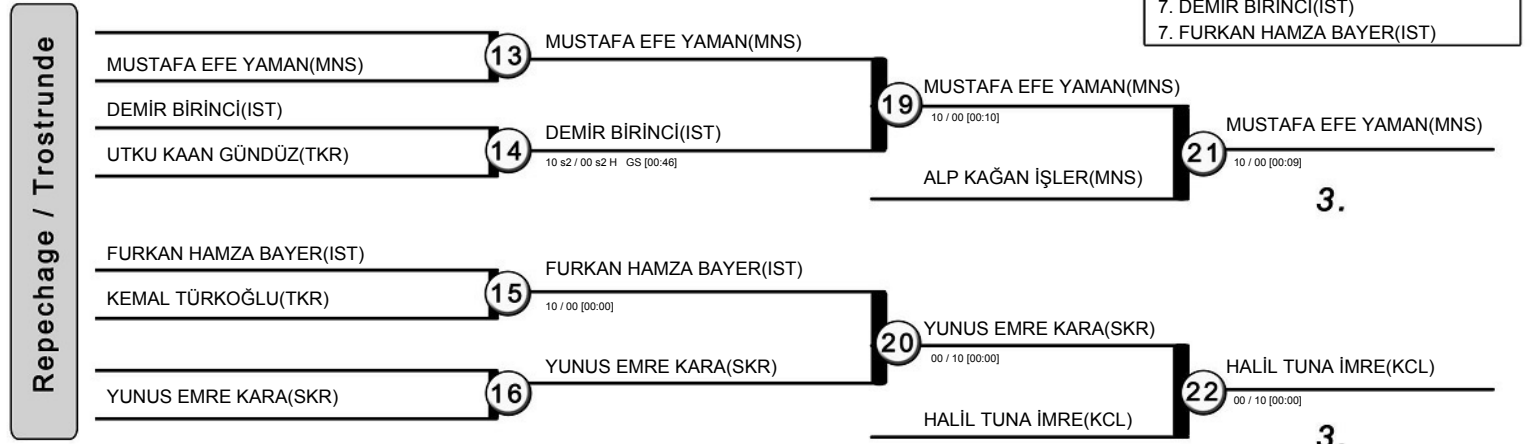 7. DEMİR BİRİNCİ(IST)
7. FURKAN HAMZA BAYER(IST)
Repechage / Trostrunde
MUSTAFA EFE YAMAN(MNS)
13
MUSTAFA EFE YAMAN(MNS)
DEMİR BİRİNCİ(IST)
UTKU KAAN GÜNDÜZ(TKR)
14
DEMİR BİRİNCİ(IST)
10 s2 / 00 s2 H GS [00:46]
19
MUSTAFA EFE YAMAN(MNS)
10 / 00 [00:10]
ALP KAĞAN İŞLER(MNS)
21
MUSTAFA EFE YAMAN(MNS)
10 / 00 [00:09]
3.
FURKAN HAMZA BAYER(IST)
KEMAL TÜRKOĞLU(TKR)
15
FURKAN HAMZA BAYER(IST)
10 / 00 [00:00]
YUNUS EMRE KARA(SKR)
16
YUNUS EMRE KARA(SKR)
20
YUNUS EMRE KARA(SKR)
00 / 10 [00:00]
HALİL TUNA İMRE(KCL)
22
HALİL TUNA İMRE(KCL)
00 / 10 [00:00]
3.